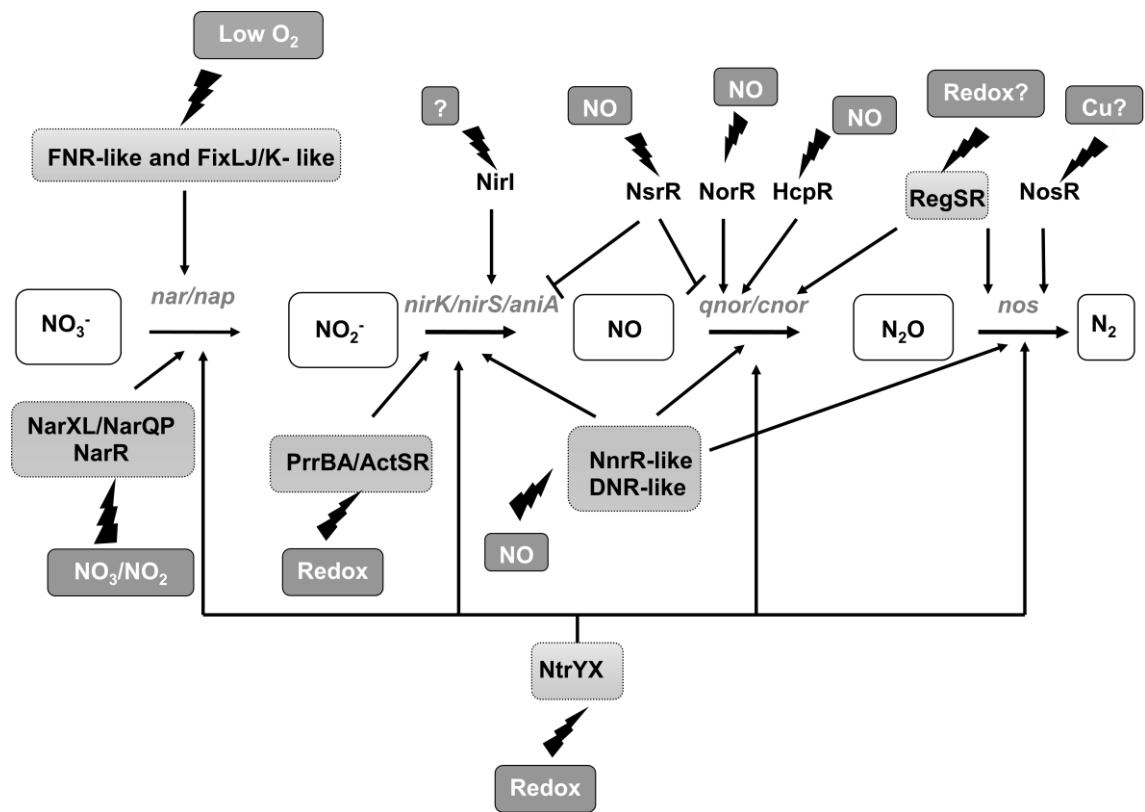 Low O₂
FNR-like and FixLJ/K- like
?
NirI
NO
NsrR
NO
NorR
NO
HcpR
Redox?
RegSR
Cu?
NosR
nar/nap
nirK/nirS/aniA
qnor/cnor
nos
NO₃⁻
NO₂⁻
NO
N₂O
N₂
NarXL/NarQP
NarR
PrrBA/ActSR
NnrR-like
DNR-like
NO₃/NO₂
Redox
NO
NtrYX
Redox